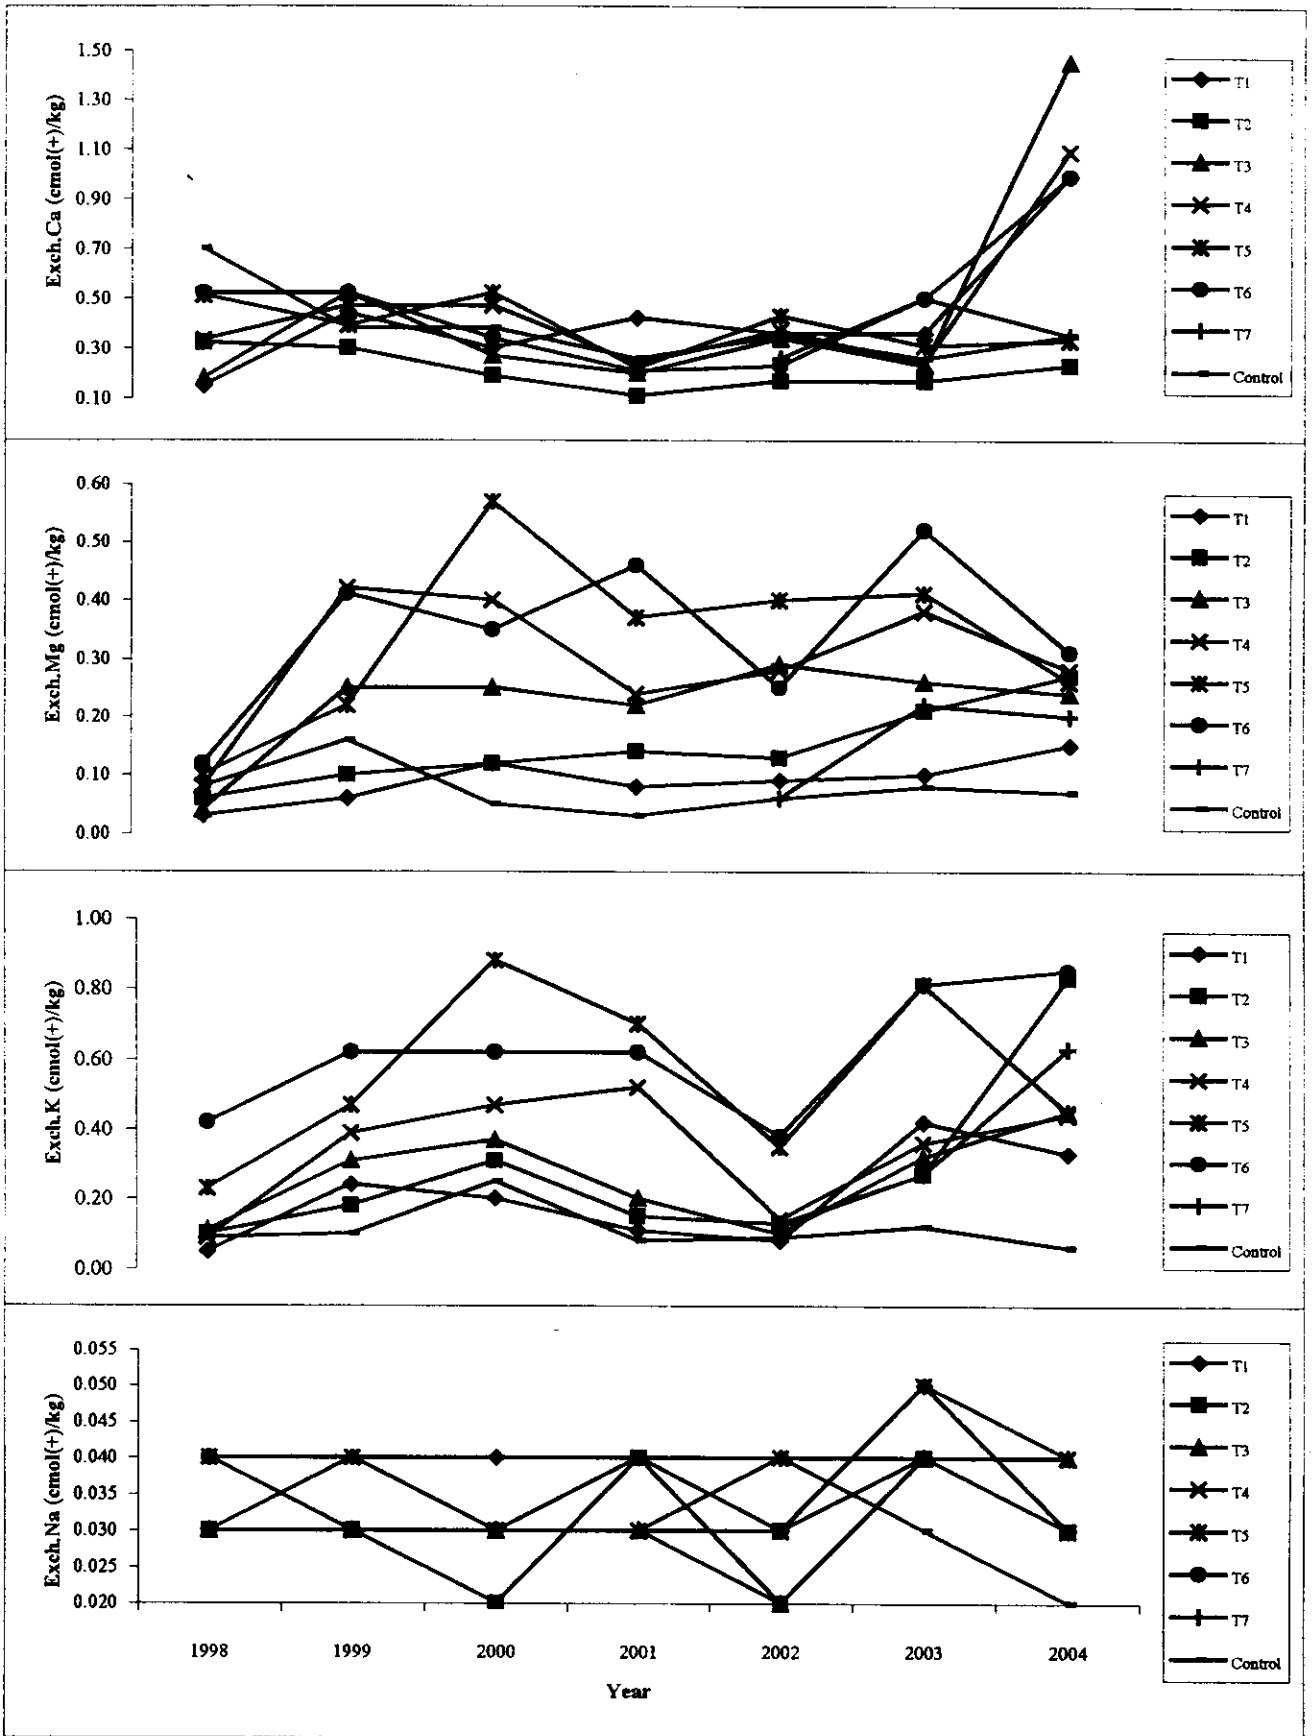 Exch.Ca (cmol(+)/kg)
1.50
1.30
1.10
0.90
0.70
0.50
0.30
0.10
T1
T2
T3
T4
T5
T6
T7
Control
Exch.Mg (cmol(+)/kg)
0.60
0.50
0.40
0.30
0.20
0.10
0.00
T1
T2
T3
T4
T5
T6
T7
Control
Exch.K (cmol(+)/kg)
1.00
0.80
0.60
0.40
0.20
0.00
T1
T2
T3
T4
T5
T6
T7
Control
Exch.Na (cmol(+)/kg)
0.055
0.050
0.045
0.040
0.035
0.030
0.025
0.020
T1
T2
T3
T4
T5
T6
T7
Control
1998 1999 2000 2001 2002 2003 2004
Year